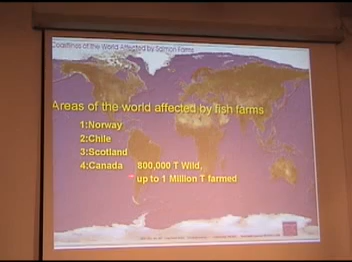 Coastlines of the World Affected by Salmon Farms
Areas of the world affected by fish farms
1:Norway
2:Chile
3:Scotland
4:Canada 800,000 T Wild,
up to 1 Million T farmed